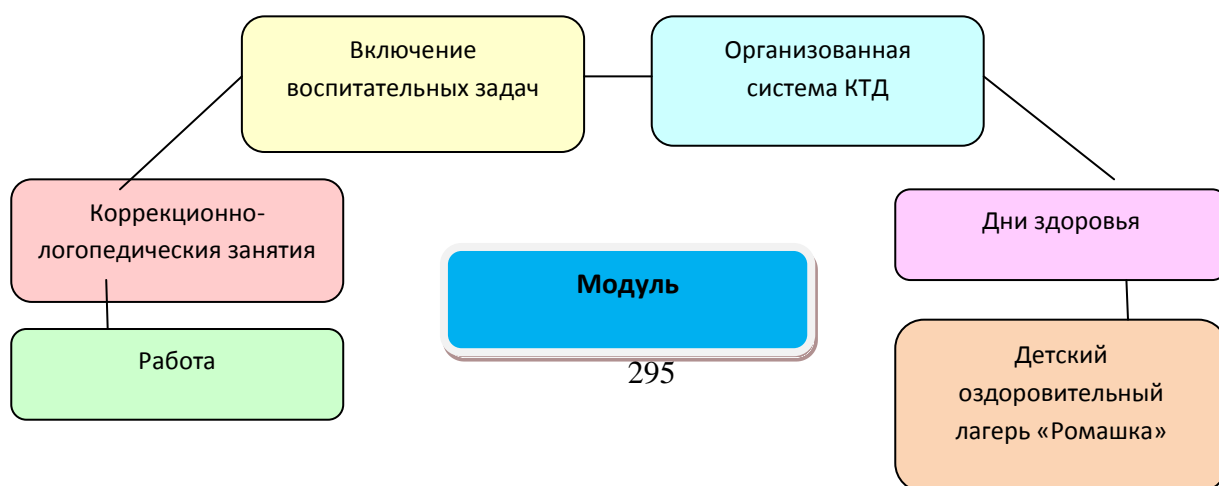 Включение
воспитательных задач
Организованная
система КТД
Коррекционно-
логопедическия занятия
Дни здоровья
Модуль
Работа
295
Детский
оздоровительный
лагерь «Ромашка»